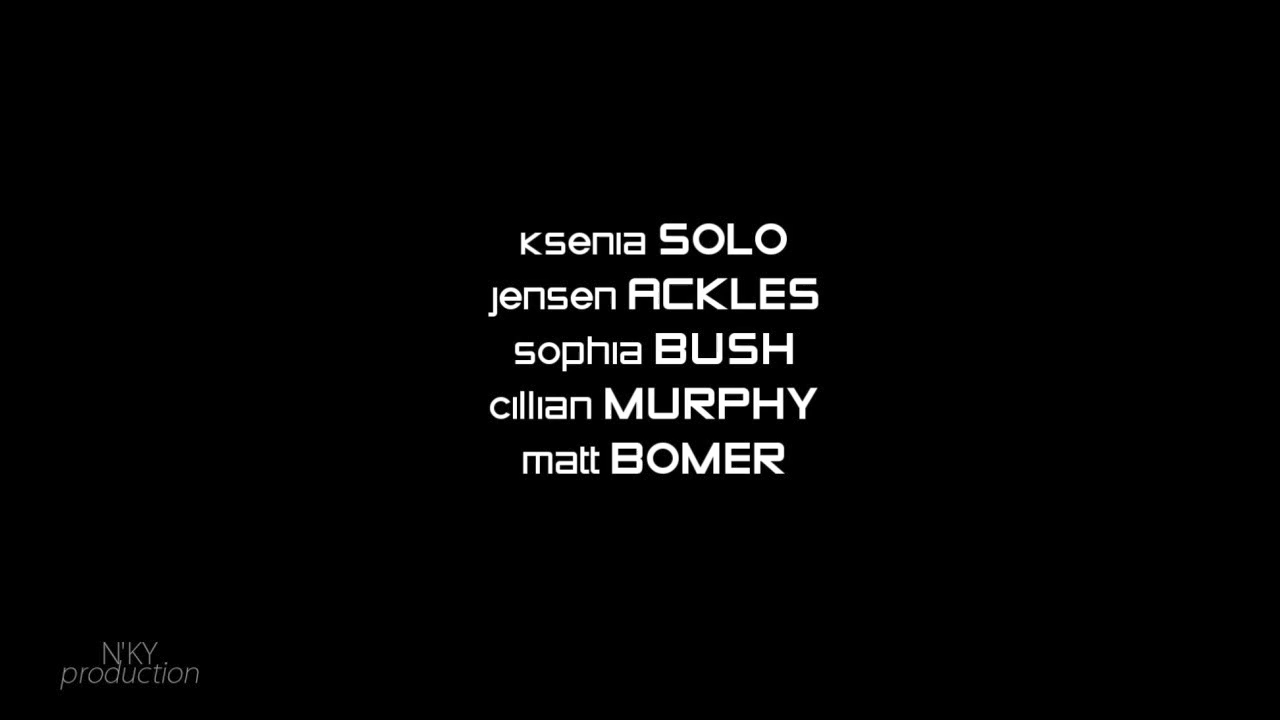 ksenia SOLO
jensen ACKLES
sophia BUSH
cillian MURPHY
matt BOMER
N'KY
production